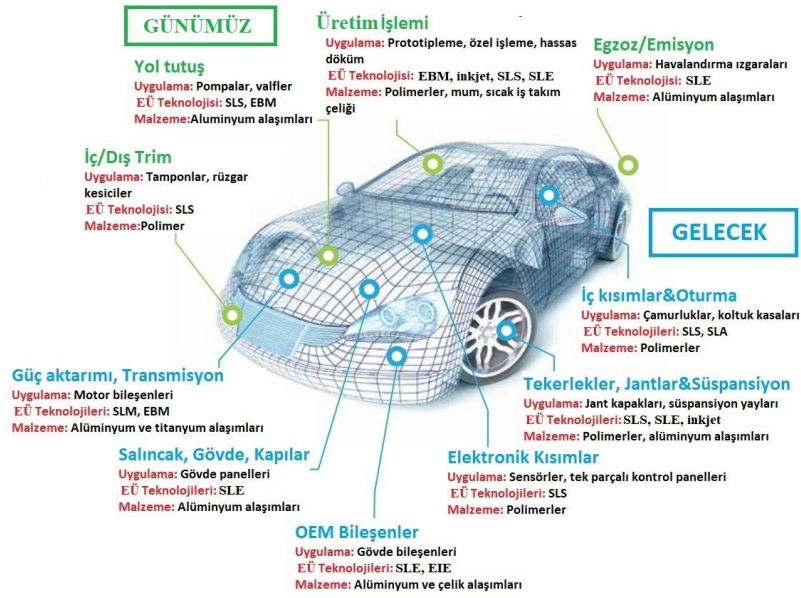 GÜNÜMÜZ
Yol tutuş
Uygulama: Pompalar, valfler
EÜ Teknolojisi: SLS, EBM
Malzeme:Aluminyum alaşımları
Üretim İşlemi
Uygulama: Prototipleme, özel işleme, hassas
döküm
EÜ Teknolojisi: EBM, inkjet, SLS, SLE
Malzeme: Polimerler, mum, sıcak iş takım
çeliği
Egzoz/Emisyon
Uygulama: Havalandırma ızgaraları
EÜ Teknolojisi: SLE
Malzeme: Alüminyum alaşımları
İç/Dış Trim
Uygulama: Tamponlar, rüzgar
kesiciler
EÜ Teknolojisi: SLS
Malzeme:Polimer
GELECEK
İç kısımlar&Oturma
Uygulama: Çamurluklar, koltuk kasaları
EÜ Teknolojileri: SLS, SLA
Malzeme: Polimerler
Güç aktarımı, Transmisyon
Uygulama: Motor bileşenleri
EÜ Teknolojileri: SLM, EBM
Malzeme: Alüminyum ve titanyum alaşımları
Tekerlekler, Jantlar&Süspansiyon
Uygulama: Jant kapakları, süspansiyon yayları
EÜ Teknolojileri: SLS, SLE, inkjet
Malzeme: Polimerler, alüminyum alaşımları
Salıncak, Gövde, Kapılar
Uygulama: Gövde panelleri
EÜ Teknolojileri: SLE
Malzeme: Alüminyum alaşımları
Elektronik Kısımlar
Uygulama: Sensörler, tek parçalı kontrol panelleri
EÜ Teknolojileri: SLS
Malzeme: Polimerler
OEM Bileşenler
Uygulama: Gövde bileşenleri
EÜ Teknolojileri: SLE, EIE
Malzeme: Alüminyum ve çelik alaşımları